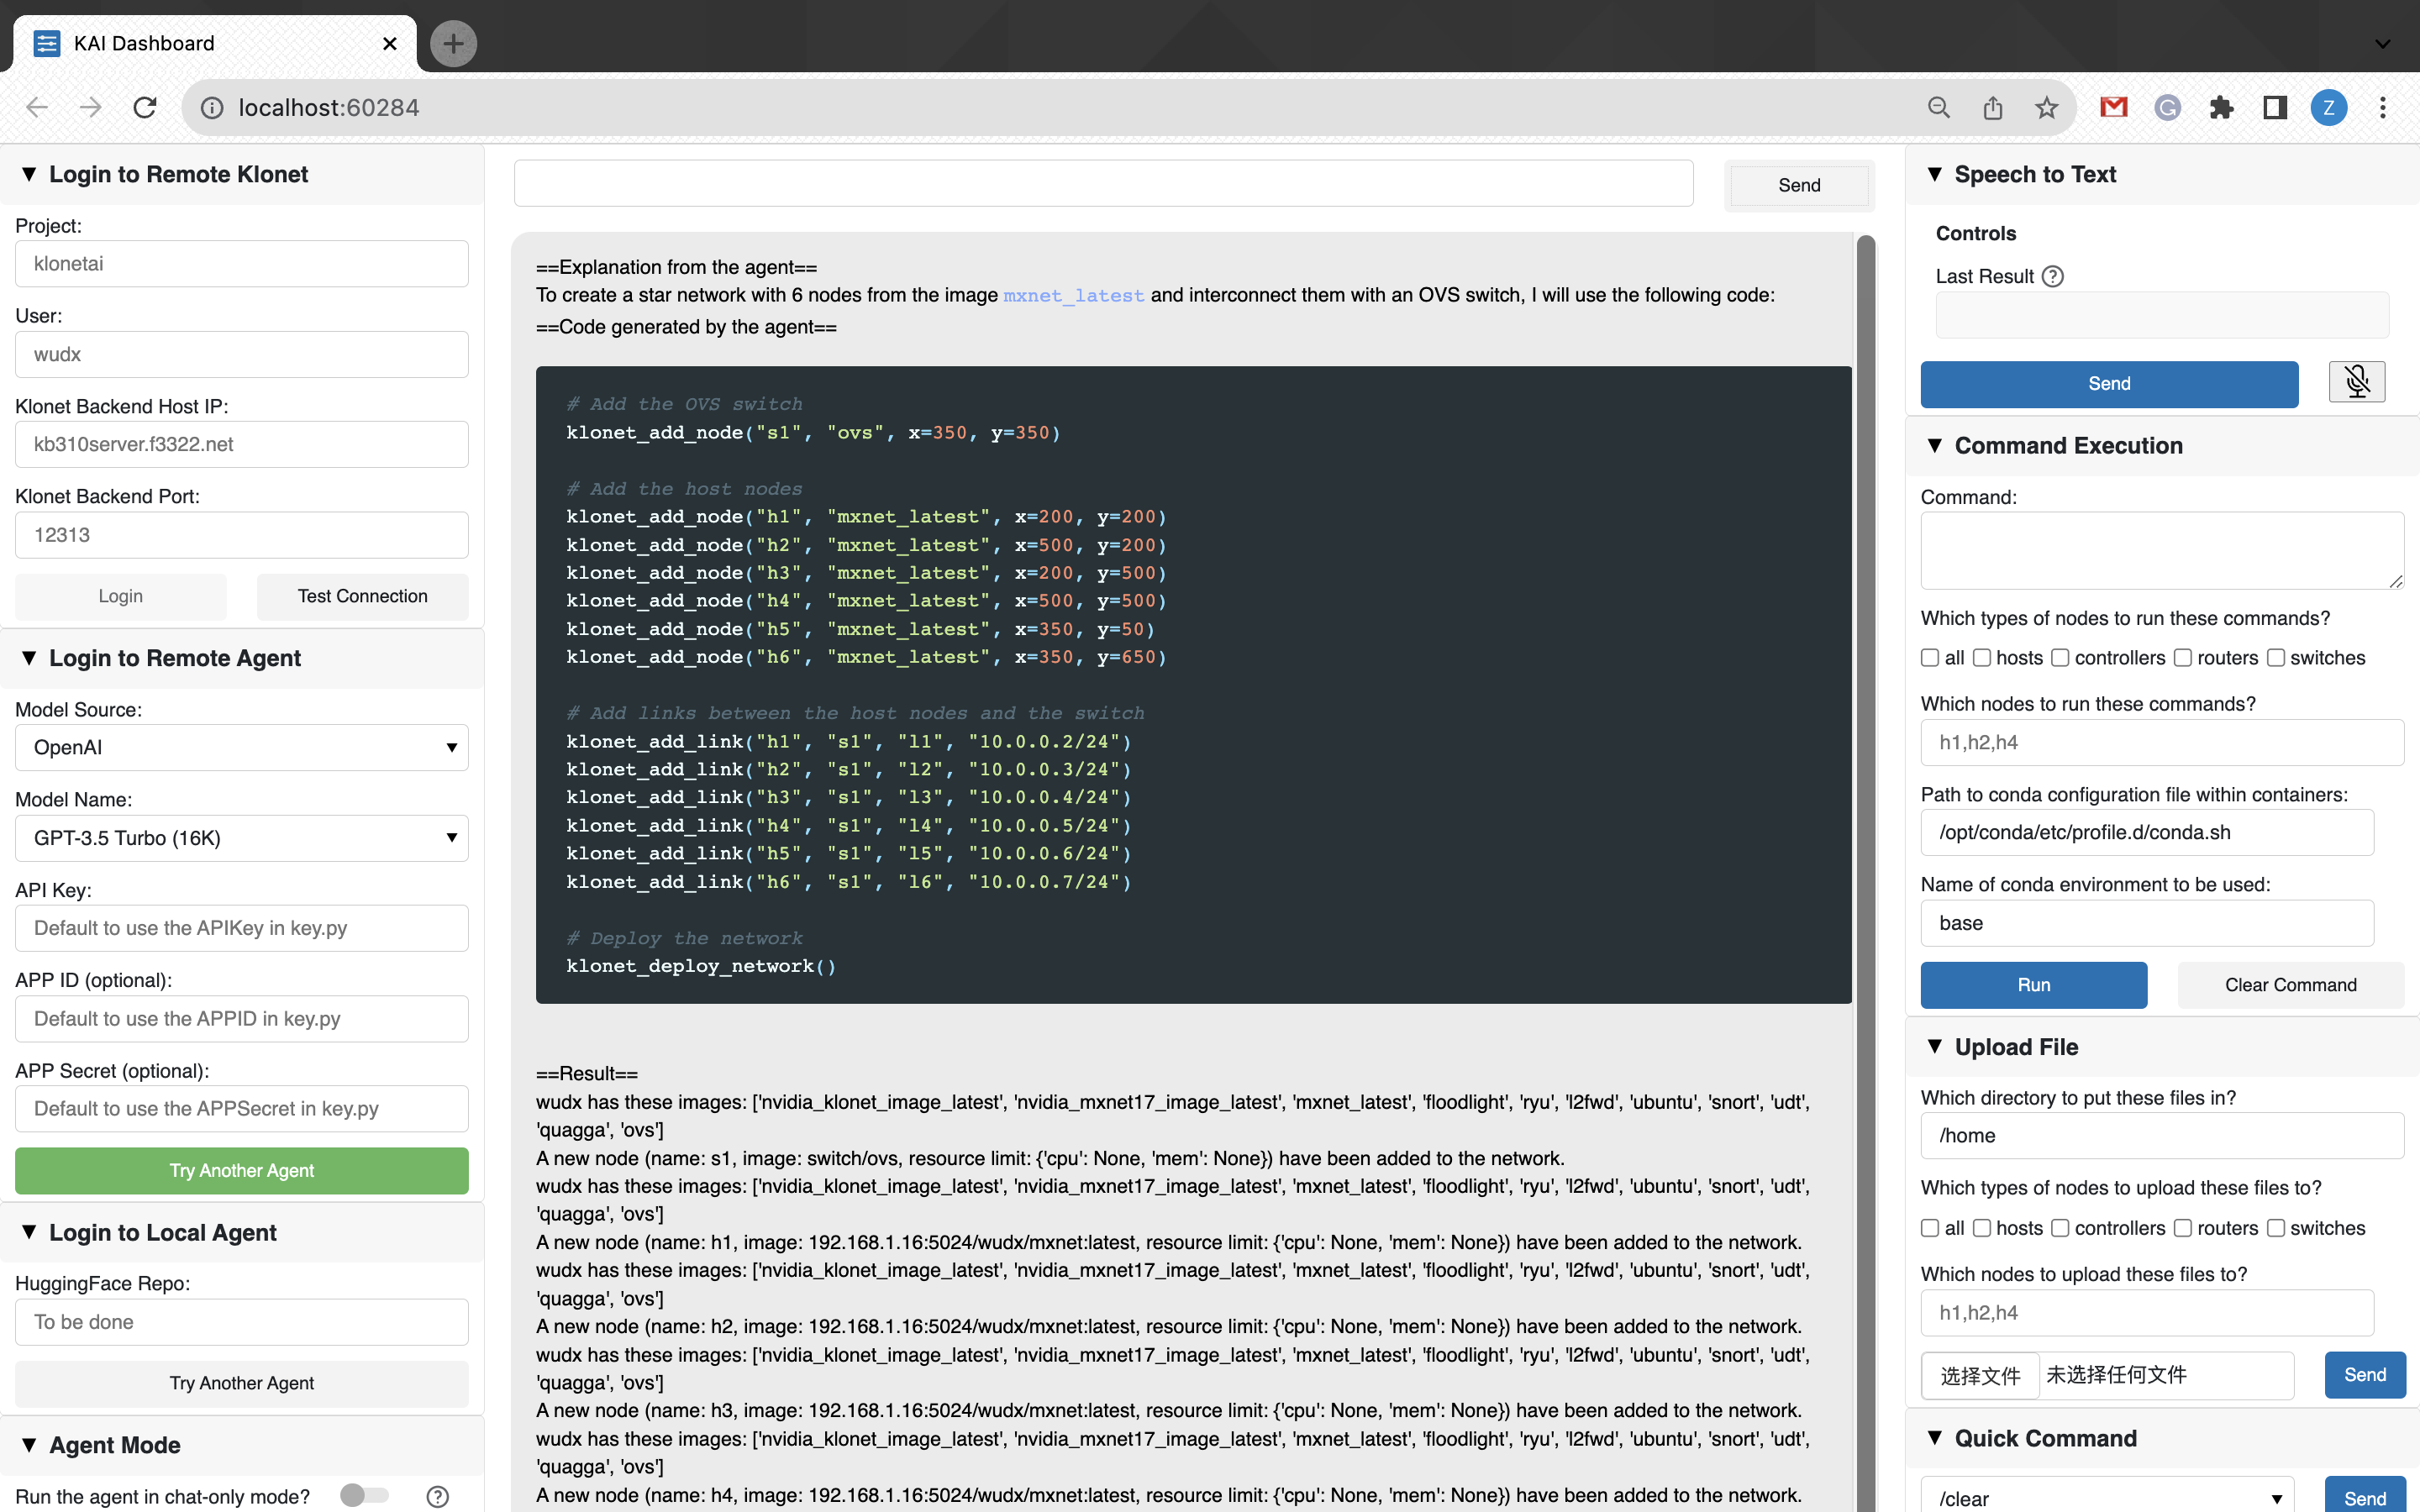 KAI Dashboard
localhost:60284
Z
Login to Remote Klonet
Project:
klonetai
User:
wudx
Klonet Backend Host IP:
kb310server.f3322.net
Klonet Backend Port:
12313
Login
Test Connection
Login to Remote Agent
Model Source:
OpenAI
Model Name:
GPT-3.5 Turbo (16K)
API Key:
Default to use the APIKey in key.py
APP ID (optional):
Default to use the APPID in key.py
APP Secret (optional):
Default to use the APPSecret in key.py
Try Another Agent
Login to Local Agent
HuggingFace Repo:
To be done
Try Another Agent
Agent Mode
Run the agent in chat-only mode?
Send
==Explanation from the agent==
To create a star network with 6 nodes from the image mxnet_latest and interconnect them with an OVS switch, I will use the following code:
==Code generated by the agent==
# Add the OVS switch
klonet_add_node("s1", "ovs", x=350, y=350)
# Add the host nodes
klonet_add_node("h1", "mxnet_latest", x=200, y=200)
klonet_add_node("h2", "mxnet_latest", x=500, y=200)
klonet_add_node("h3", "mxnet_latest", x=200, y=500)
klonet_add_node("h4", "mxnet_latest", x=500, y=500)
klonet_add_node("h5", "mxnet_latest", x=350, y=50)
klonet_add_node("h6", "mxnet_latest", x=350, y=650)
# Add links between the host nodes and the switch
klonet_add_link("h1", "s1", "l1", "10.0.0.2/24")
klonet_add_link("h2", "s1", "l2", "10.0.0.3/24")
klonet_add_link("h3", "s1", "l3", "10.0.0.4/24")
klonet_add_link("h4", "s1", "l4", "10.0.0.5/24")
klonet_add_link("h5", "s1", "l5", "10.0.0.6/24")
klonet_add_link("h6", "s1", "l6", "10.0.0.7/24")
# Deploy the network
klonet_deploy_network()
==Result==
wudx has these images: ['nvidia_klonet_image_latest', 'nvidia_mxnet17_image_latest', 'mxnet_latest', 'floodlight', 'ryu', 'l2fwd', 'ubuntu', 'snort', 'udt',
'quagga', 'ovs']
A new node (name: s1, image: switch/ovs, resource limit: {'cpu': None, 'mem': None}) have been added to the network.
wudx has these images: ['nvidia_klonet_image_latest', 'nvidia_mxnet17_image_latest', 'mxnet_latest', 'floodlight', 'ryu', 'l2fwd', 'ubuntu', 'snort', 'udt',
'quagga', 'ovs']
A new node (name: h1, image: 192.168.1.16:5024/wudx/mxnet:latest, resource limit: {'cpu': None, 'mem': None}) have been added to the network.
wudx has these images: ['nvidia_klonet_image_latest', 'nvidia_mxnet17_image_latest', 'mxnet_latest', 'floodlight', 'ryu', 'l2fwd', 'ubuntu', 'snort', 'udt',
'quagga', 'ovs']
A new node (name: h2, image: 192.168.1.16:5024/wudx/mxnet:latest, resource limit: {'cpu': None, 'mem': None}) have been added to the network.
wudx has these images: ['nvidia_klonet_image_latest', 'nvidia_mxnet17_image_latest', 'mxnet_latest', 'floodlight', 'ryu', 'l2fwd', 'ubuntu', 'snort', 'udt',
'quagga', 'ovs']
A new node (name: h3, image: 192.168.1.16:5024/wudx/mxnet:latest, resource limit: {'cpu': None, 'mem': None}) have been added to the network.
wudx has these images: ['nvidia_klonet_image_latest', 'nvidia_mxnet17_image_latest', 'mxnet_latest', 'floodlight', 'ryu', 'l2fwd', 'ubuntu', 'snort', 'udt',
'quagga', 'ovs']
A new node (name: h4, image: 192.168.1.16:5024/wudx/mxnet:latest, resource limit: {'cpu': None, 'mem': None}) have been added to the network.
Speech to Text
Controls
Last Result
Send
Command Execution
Command:
Which types of nodes to run these commands?
all hosts controllers routers switches
Which nodes to run these commands?
h1,h2,h4
Path to conda configuration file within containers:
/opt/conda/etc/profile.d/conda.sh
Name of conda environment to be used:
base
Run
Clear Command
Upload File
Which directory to put these files in?
/home
Which types of nodes to upload these files to?
all hosts controllers routers switches
Which nodes to upload these files to?
h1,h2,h4
选择文件 未选择任何文件
Send
Quick Command
/clear
Send